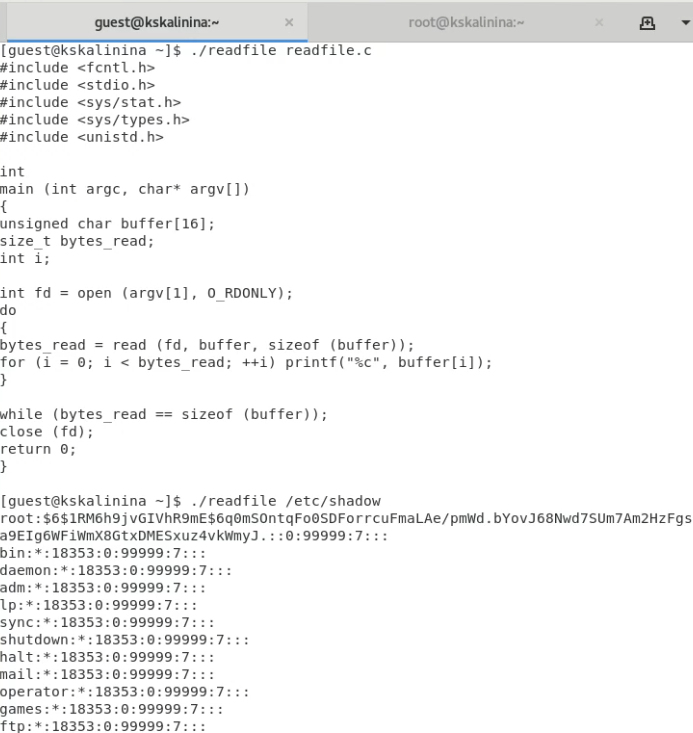 guest@kskalinina:~ × root@kskalinina:~ ×
[guest@kskalinina ~]$ ./readfile readfile.c
#include <fcntl.h>
#include <stdio.h>
#include <sys/stat.h>
#include <sys/types.h>
#include <unistd.h>

int
main (int argc, char* argv[])
{
unsigned char buffer[16];
size_t bytes_read;
int i;

int fd = open (argv[1], O_RDONLY);
do
{
bytes_read = read (fd, buffer, sizeof (buffer));
for (i = 0; i < bytes_read; ++i) printf("%c", buffer[i]);
}

while (bytes_read == sizeof (buffer));
close (fd);
return 0;
}

[guest@kskalinina ~]$ ./readfile /etc/shadow
root:$6$1RM6h9jvGIVhR9mE$6q0mSOntqFo0SDForrcuFmaLAe/pmWd.bYovJ68Nwd7SUm7Am2HzFgs
a9EIg6WFiWmX8GtxDMESxuz4vkWmyJ.::0:99999:7:::
bin:*:18353:0:99999:7:::
daemon:*:18353:0:99999:7:::
adm:*:18353:0:99999:7:::
lp:*:18353:0:99999:7:::
sync:*:18353:0:99999:7:::
shutdown:*:18353:0:99999:7:::
halt:*:18353:0:99999:7:::
mail:*:18353:0:99999:7:::
operator:*:18353:0:99999:7:::
games:*:18353:0:99999:7:::
ftp:*:18353:0:99999:7:::